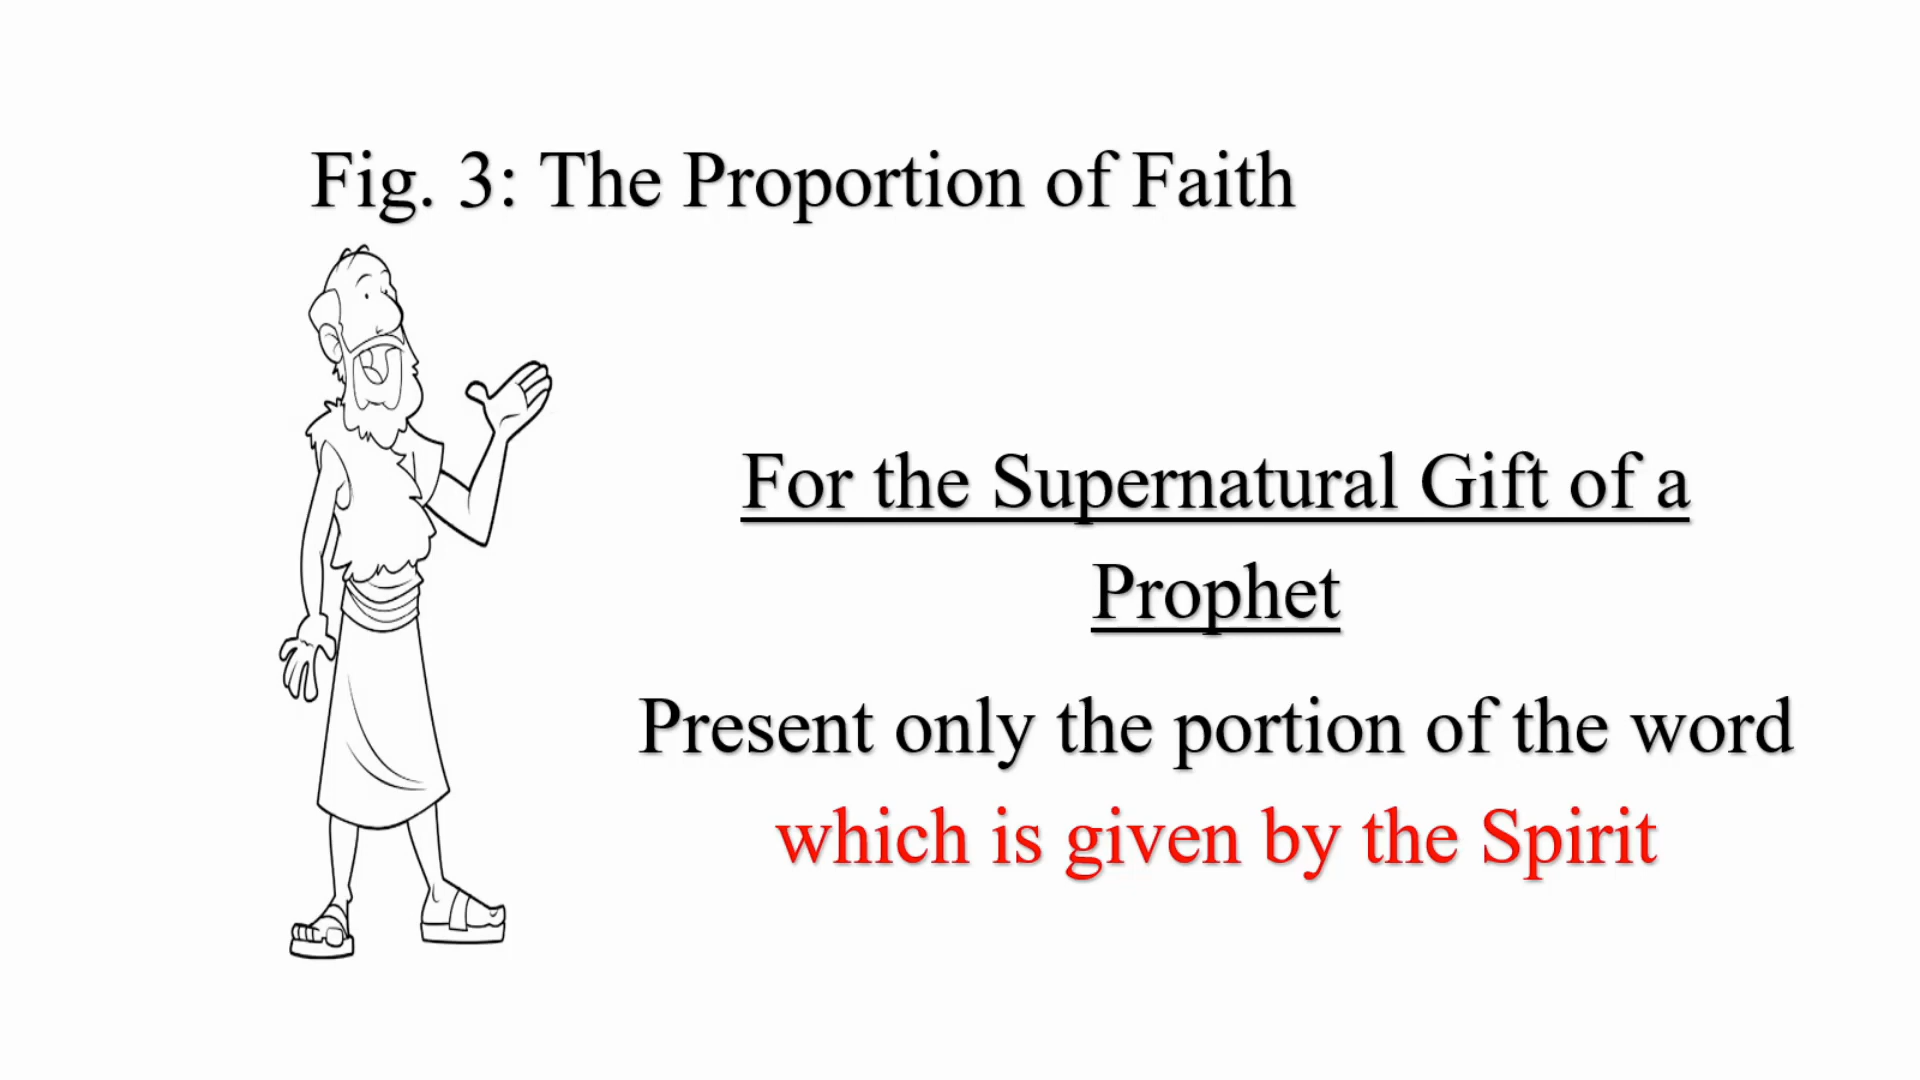 Fig. 3: The Proportion of Faith
For the Supernatural Gift of a
Prophet
Present only the portion of the word
which is given by the Spirit